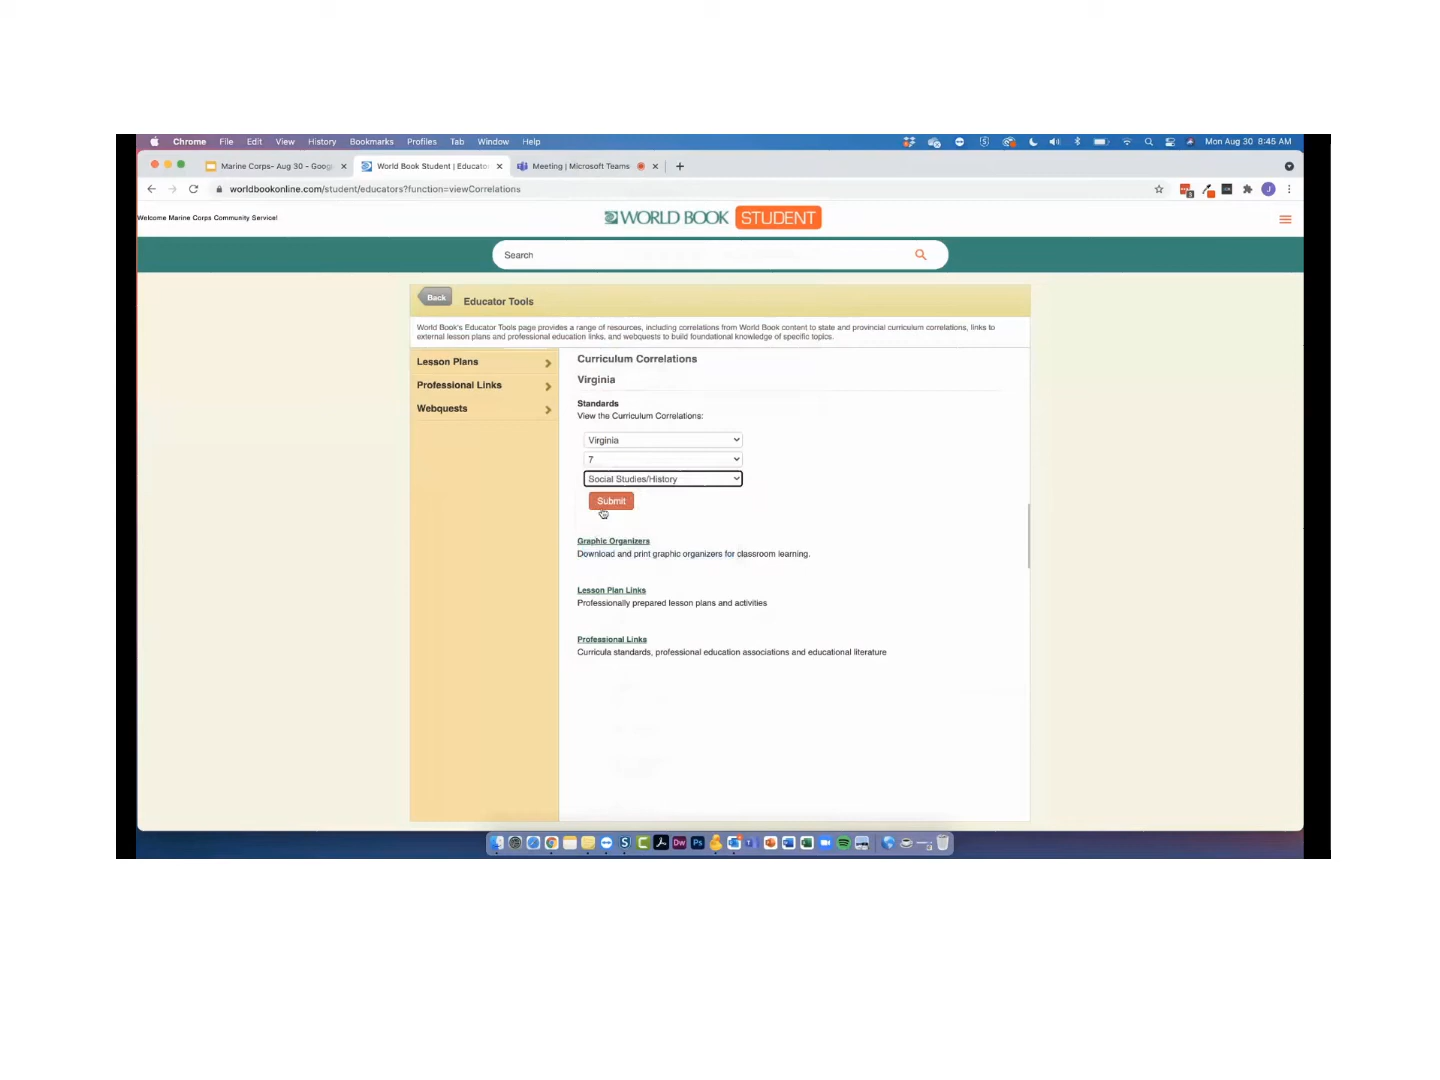 Chrome File Edit View History Bookmarks Profiles Tab Window Help Mon Aug 30 8:45 AM
Marine Corps- Aug 30 - Googl World Book Student | Educator Meeting | Microsoft Teams
worldbookonline.com/student/educators?function=viewCorrelations
Welcome Marine Corps Community Service!
WORLD BOOK STUDENT
Search
Back Educator Tools
World Book's Educator Tools page provides a range of resources, including correlations from World Book content to state and provincial curriculum correlations, links to
external lesson plans and professional education links, and webquests to build foundational knowledge of specific topics.
Lesson Plans
Professional Links
Webquests
Curriculum Correlations
Virginia
Standards
View the Curriculum Correlations:
Virginia
7
Social Studies/History
Submit
Graphic Organizers
Download and print graphic organizers for classroom learning.
Lesson Plan Links
Professionally prepared lesson plans and activities
Professional Links
Curricula standards, professional education associations and educational literature
Dw Ps